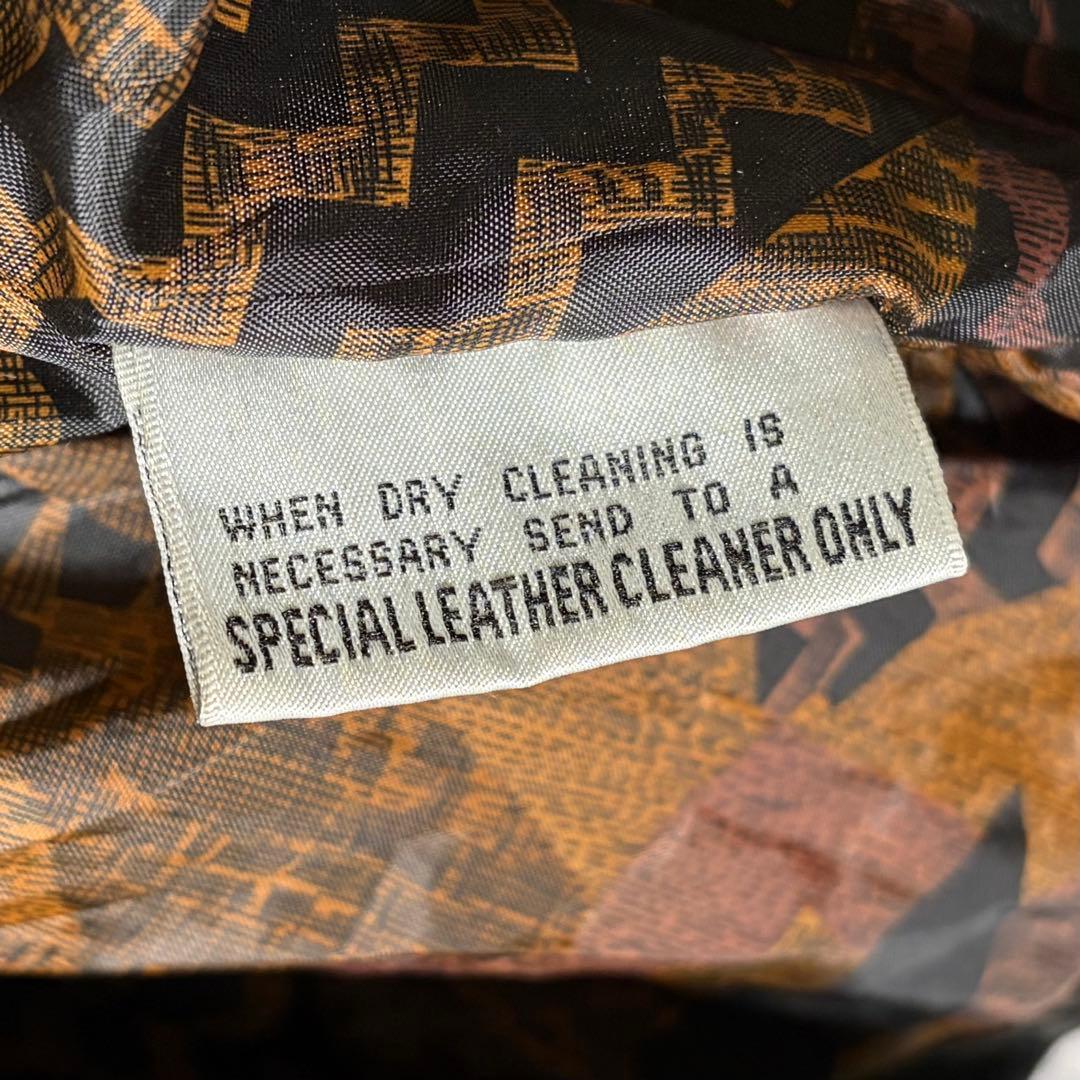 WHEN DRY CLEANING IS
NECESSARY SEND TO A
SPECIAL LEATHER CLEANER ONLY